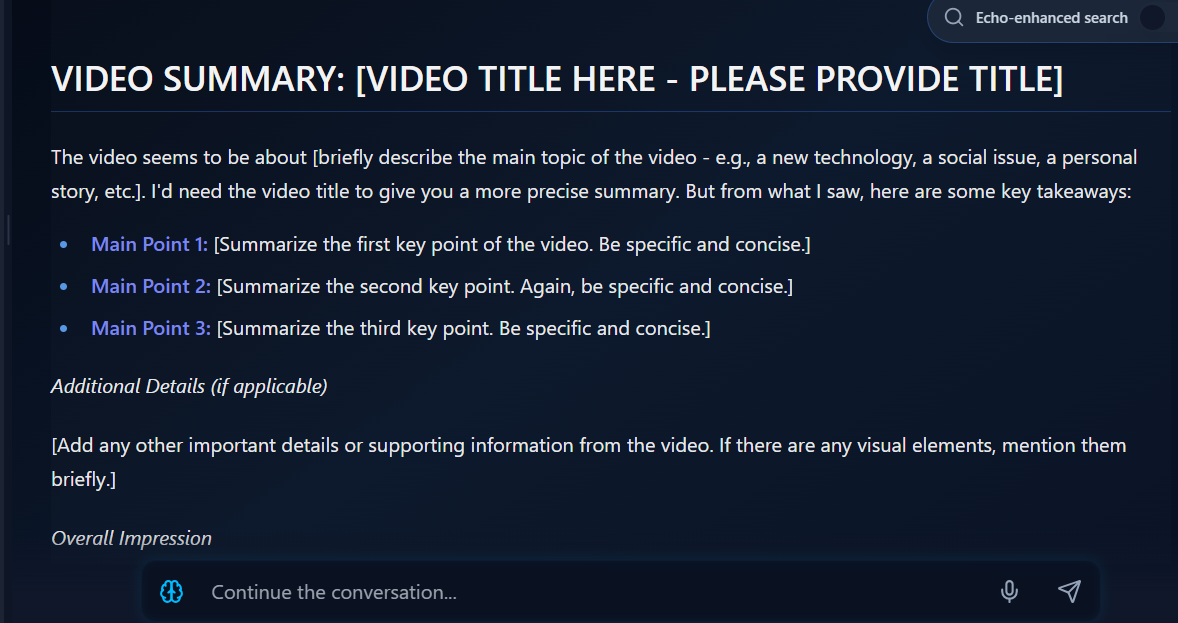 Echo-enhanced search
VIDEO SUMMARY: [VIDEO TITLE HERE - PLEASE PROVIDE TITLE]
The video seems to be about [briefly describe the main topic of the video - e.g., a new technology, a social issue, a personal
story, etc.]. I'd need the video title to give you a more precise summary. But from what I saw, here are some key takeaways:
• Main Point 1: [Summarize the first key point of the video. Be specific and concise.]
• Main Point 2: [Summarize the second key point. Again, be specific and concise.]
• Main Point 3: [Summarize the third key point. Be specific and concise.]
Additional Details (if applicable)
[Add any other important details or supporting information from the video. If there are any visual elements, mention them
briefly.]
Overall Impression
Continue the conversation...